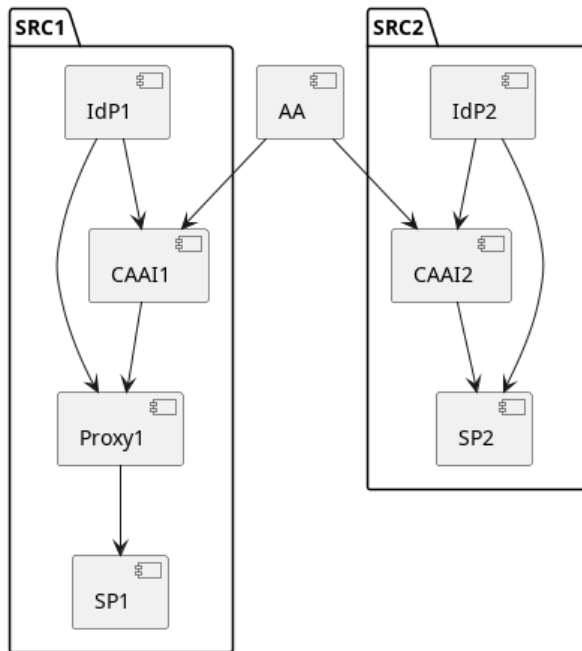 SRC1
SRC2
IdP1
AA
IdP2
CAAI1
CAAI2
Proxy1
SP2
SP1